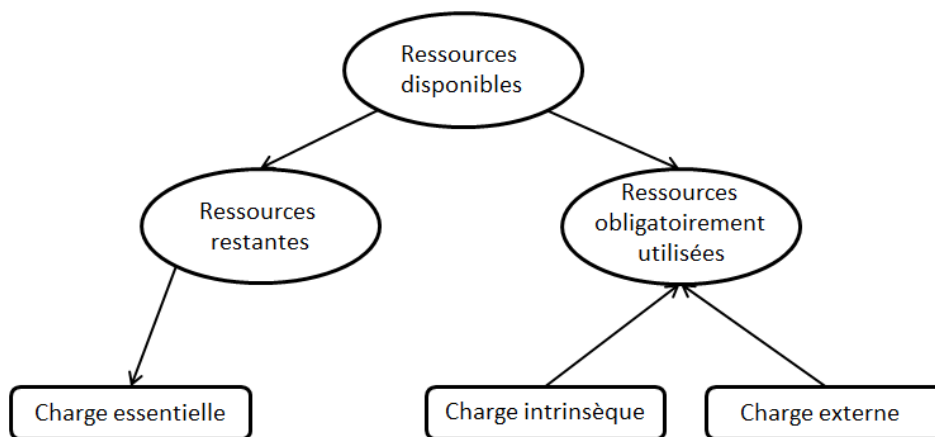 Ressources
disponibles
Ressources
restantes
Ressources
obligatoirement
utilisées
Charge essentielle
Charge intrinsèque
Charge externe